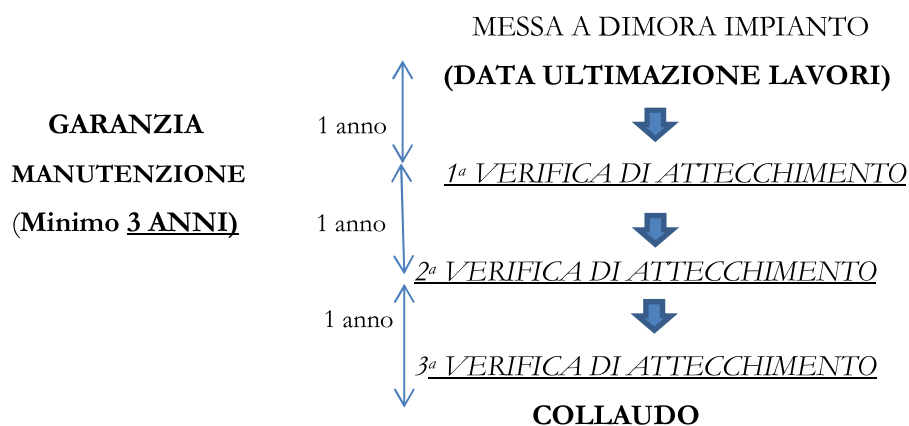 MESSA A DIMORA IMPIANTO
(DATA ULTIMAZIONE LAVORI)
GARANZIA
MANUTENZIONE
(Minimo 3 ANNI)
1 anno
1ª VERIFICA DI ATTECCHIMENTO
1 anno
2ª VERIFICA DI ATTECCHIMENTO
1 anno
3ª VERIFICA DI ATTECCHIMENTO
COLLAUDO